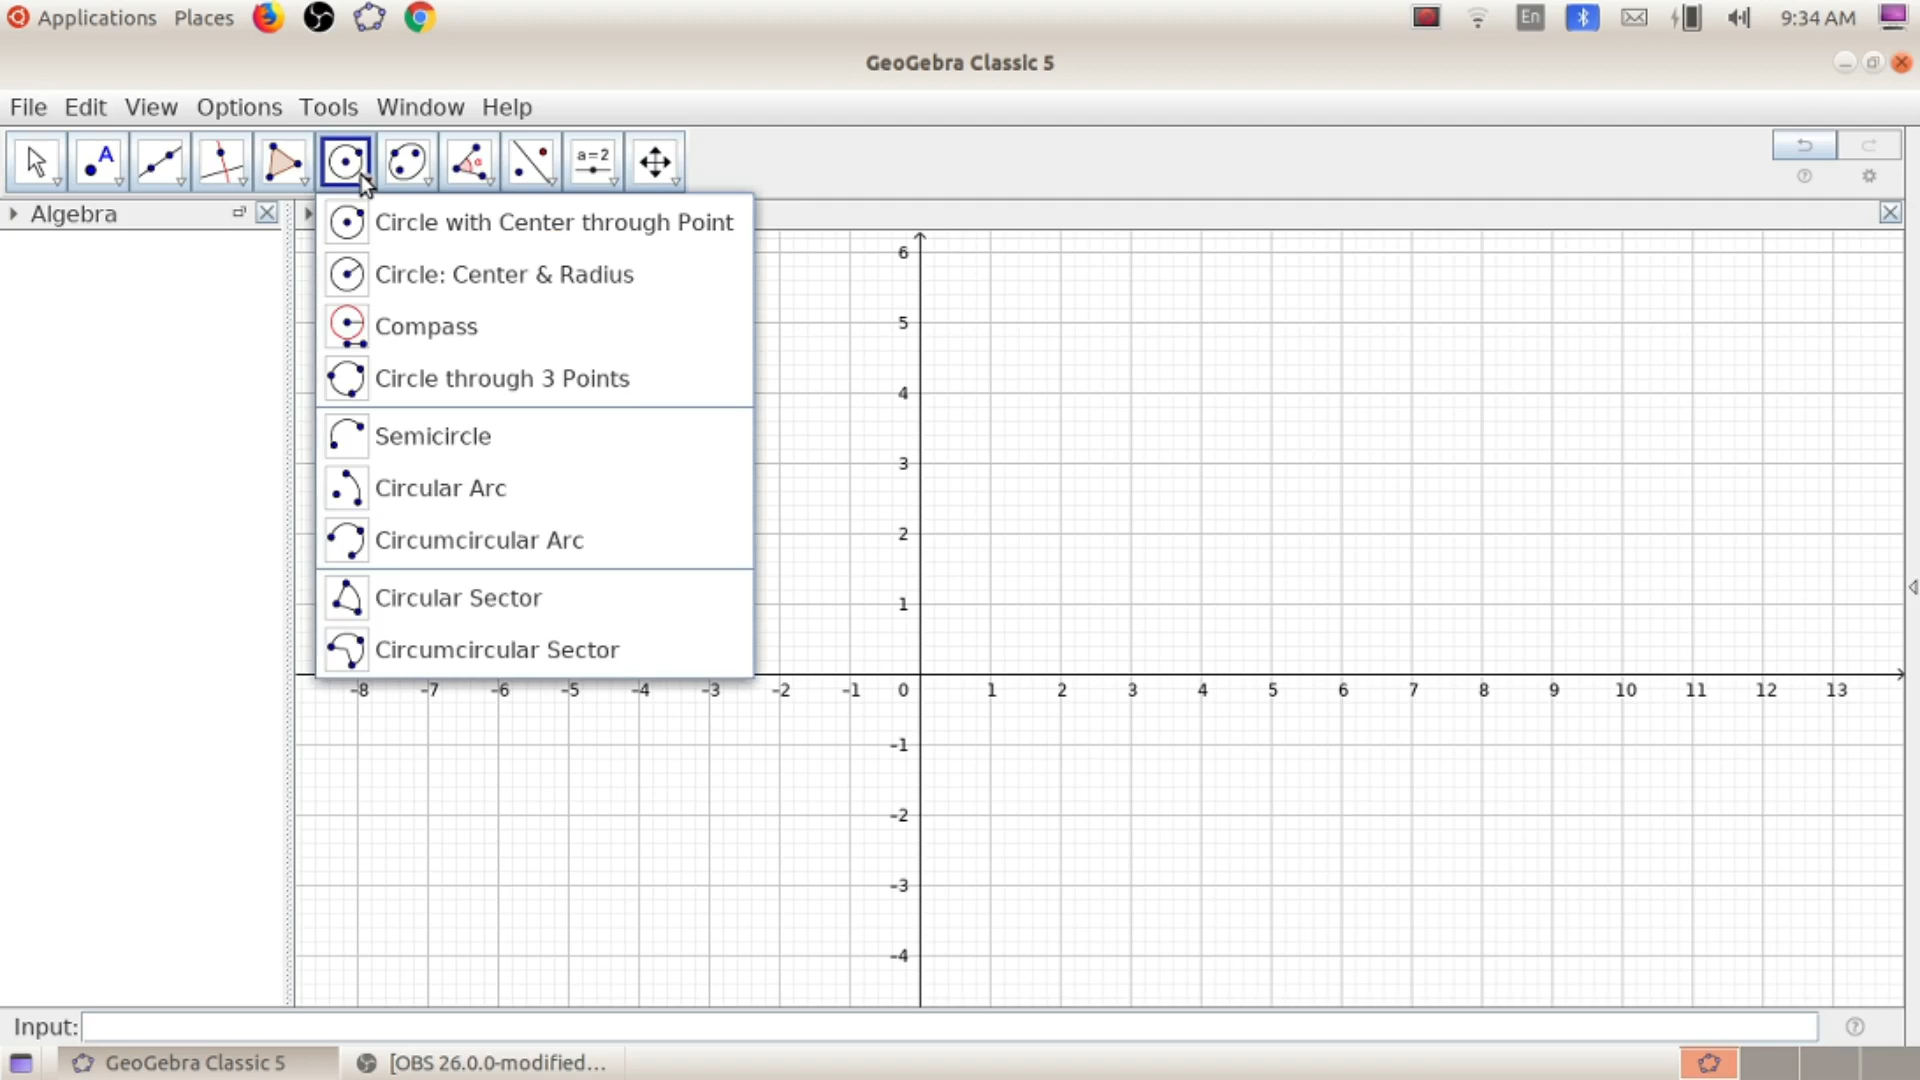 Applications Places En 9:34 AM
GeoGebra Classic 5
File Edit View Options Tools Window Help
A
α
a=2
Algebra
Circle with Center through Point
Circle: Center & Radius
Compass
Circle through 3 Points
Semicircle
Circular Arc
Circumcircular Arc
Circular Sector
Circumcircular Sector
6
5
4
3
2
1
-8 -7 -6 -5 -4 -3 -2 -1 0 1 2 3 4 5 6 7 8 9 10 11 12 13
-1
-2
-3
-4
Input:
GeoGebra Classic 5 [OBS 26.0.0-modified...